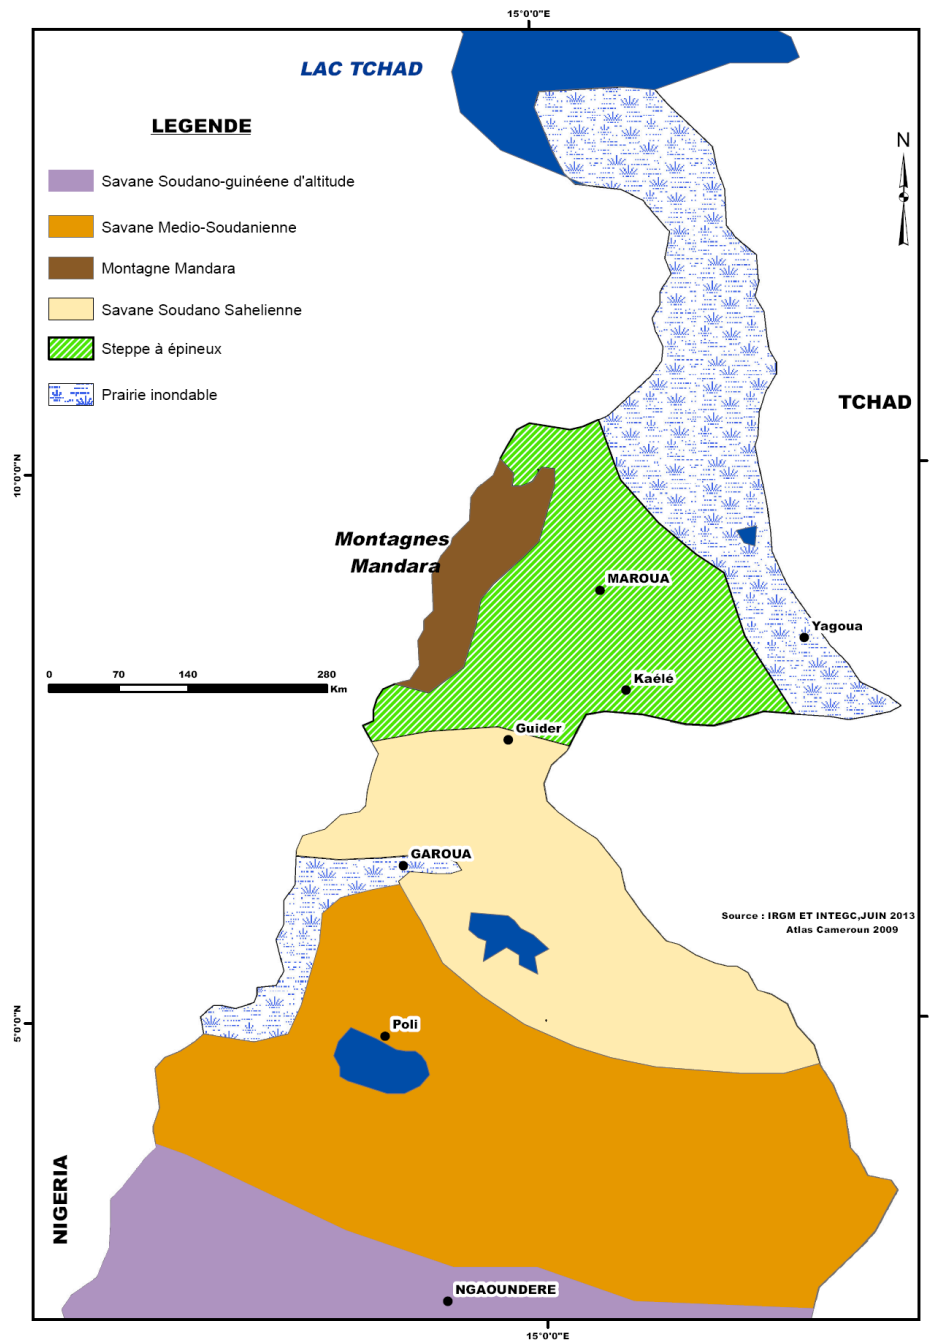 15°0'0"E
LAC TCHAD
LEGENDE
N
Savane Soudano-guinéene d'altitude
Savane Medio-Soudanienne
Montagne Mandara
Savane Soudano Sahelienne
Steppe à épineux
Prairie inondable
TCHAD
10°0'0"N
Montagnes
Mandara
MAROUA
Yagoua
Kaélé
0 70 140 280
Km
Guider
GAROUA
Source : IRGM ET INTEGC,JUIN 2013
Atlas Cameroun 2009
5°0'0"N
Poli
NIGERIA
NGAOUNDERE
15°0'0"E